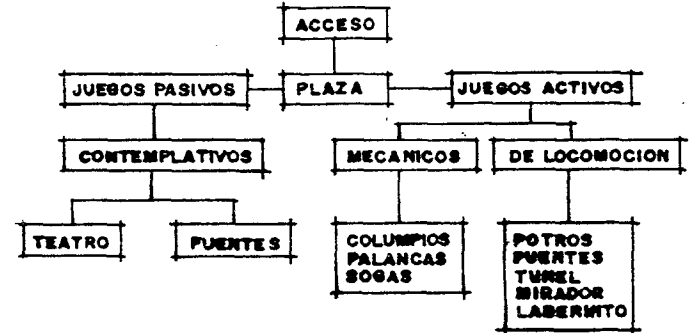 ACCESO
JUEGOS PASIVOS
PLAZA
JUEGOS ACTIVOS
CONTEMPLATIVOS
MECANICOS
DE LOCOMOCION
TEATRO
PUENTES
COLUMPIOS
PALANCAS
SOGAS
POTROS
PUENTES
TUNEL
MIRADOR
LABERINTO